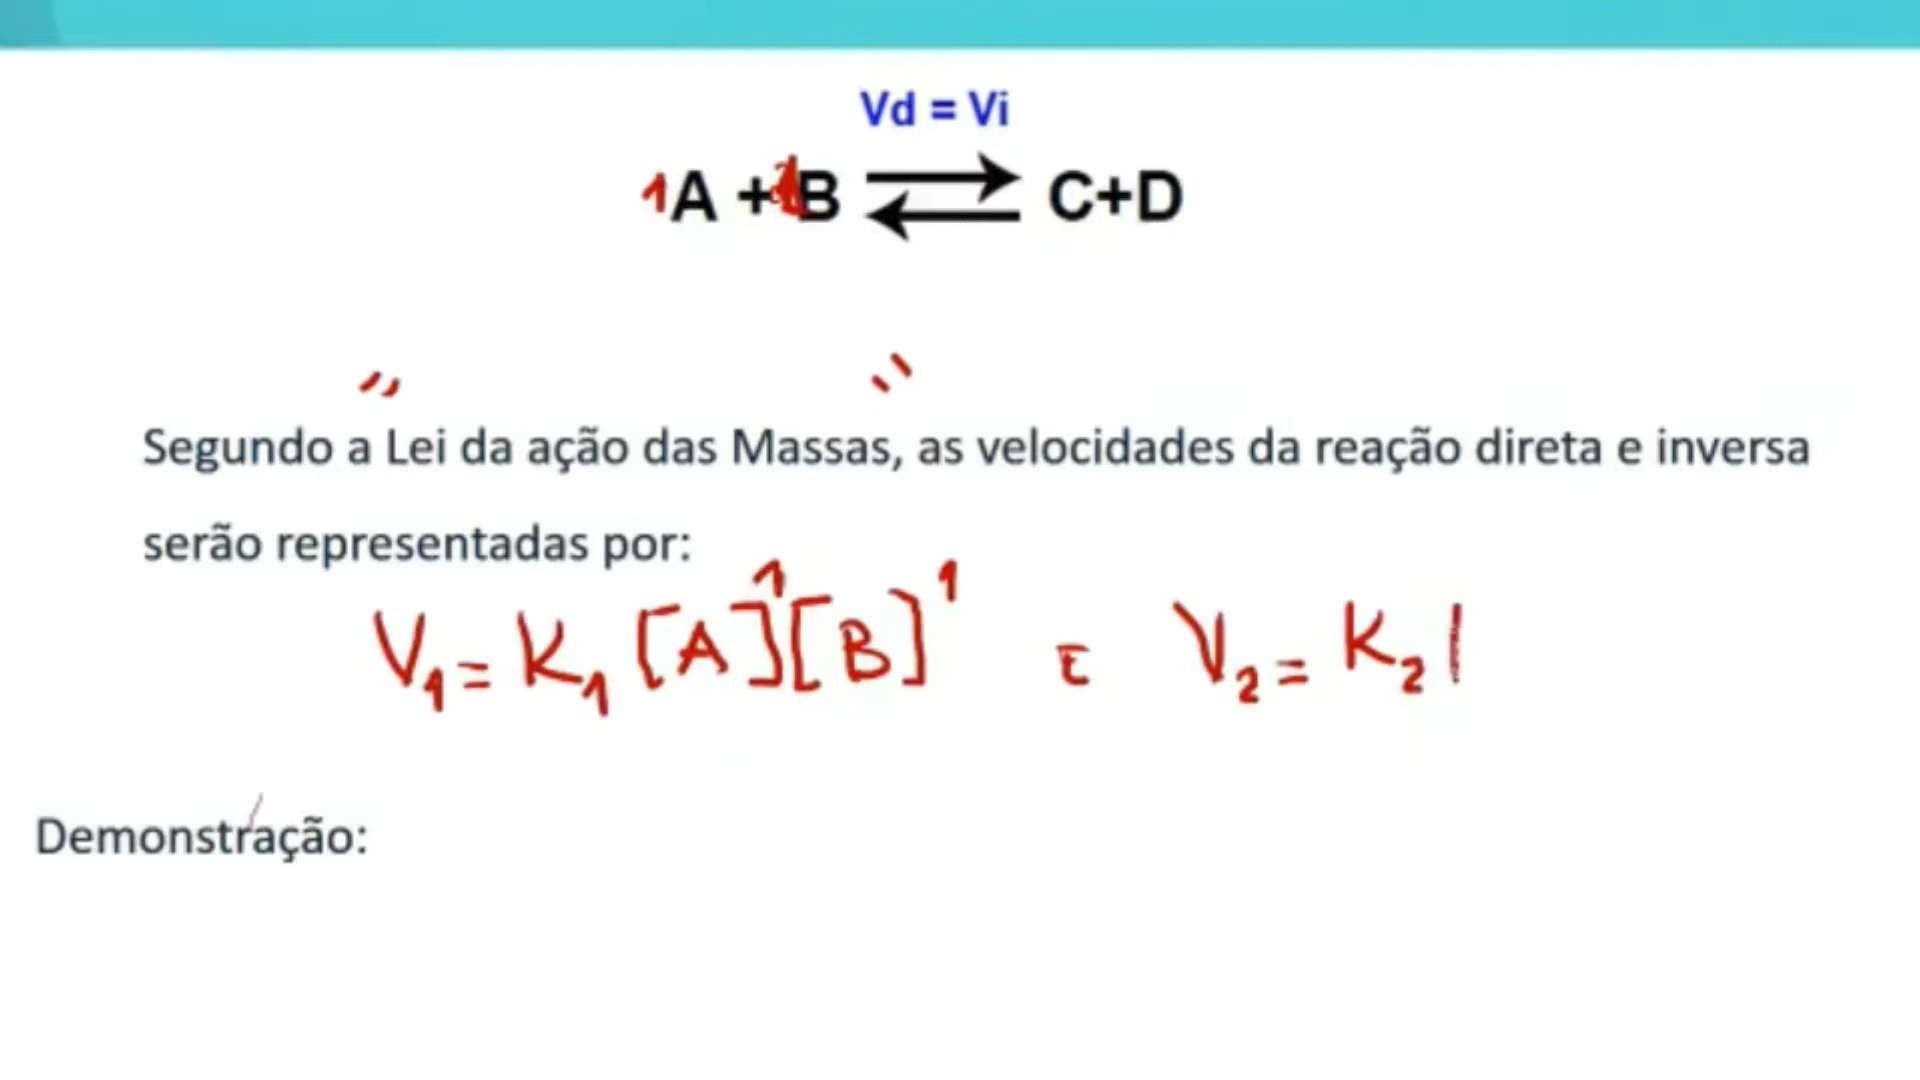 Vd = Vi
1A + 1B ⇌ C+D
" "
Segundo a Lei da ação das Massas, as velocidades da reação direta e inversa
serão representadas por:
V₁ = K₁ [A]¹[B]¹ E V₂ = K₂ |
Demonstração: